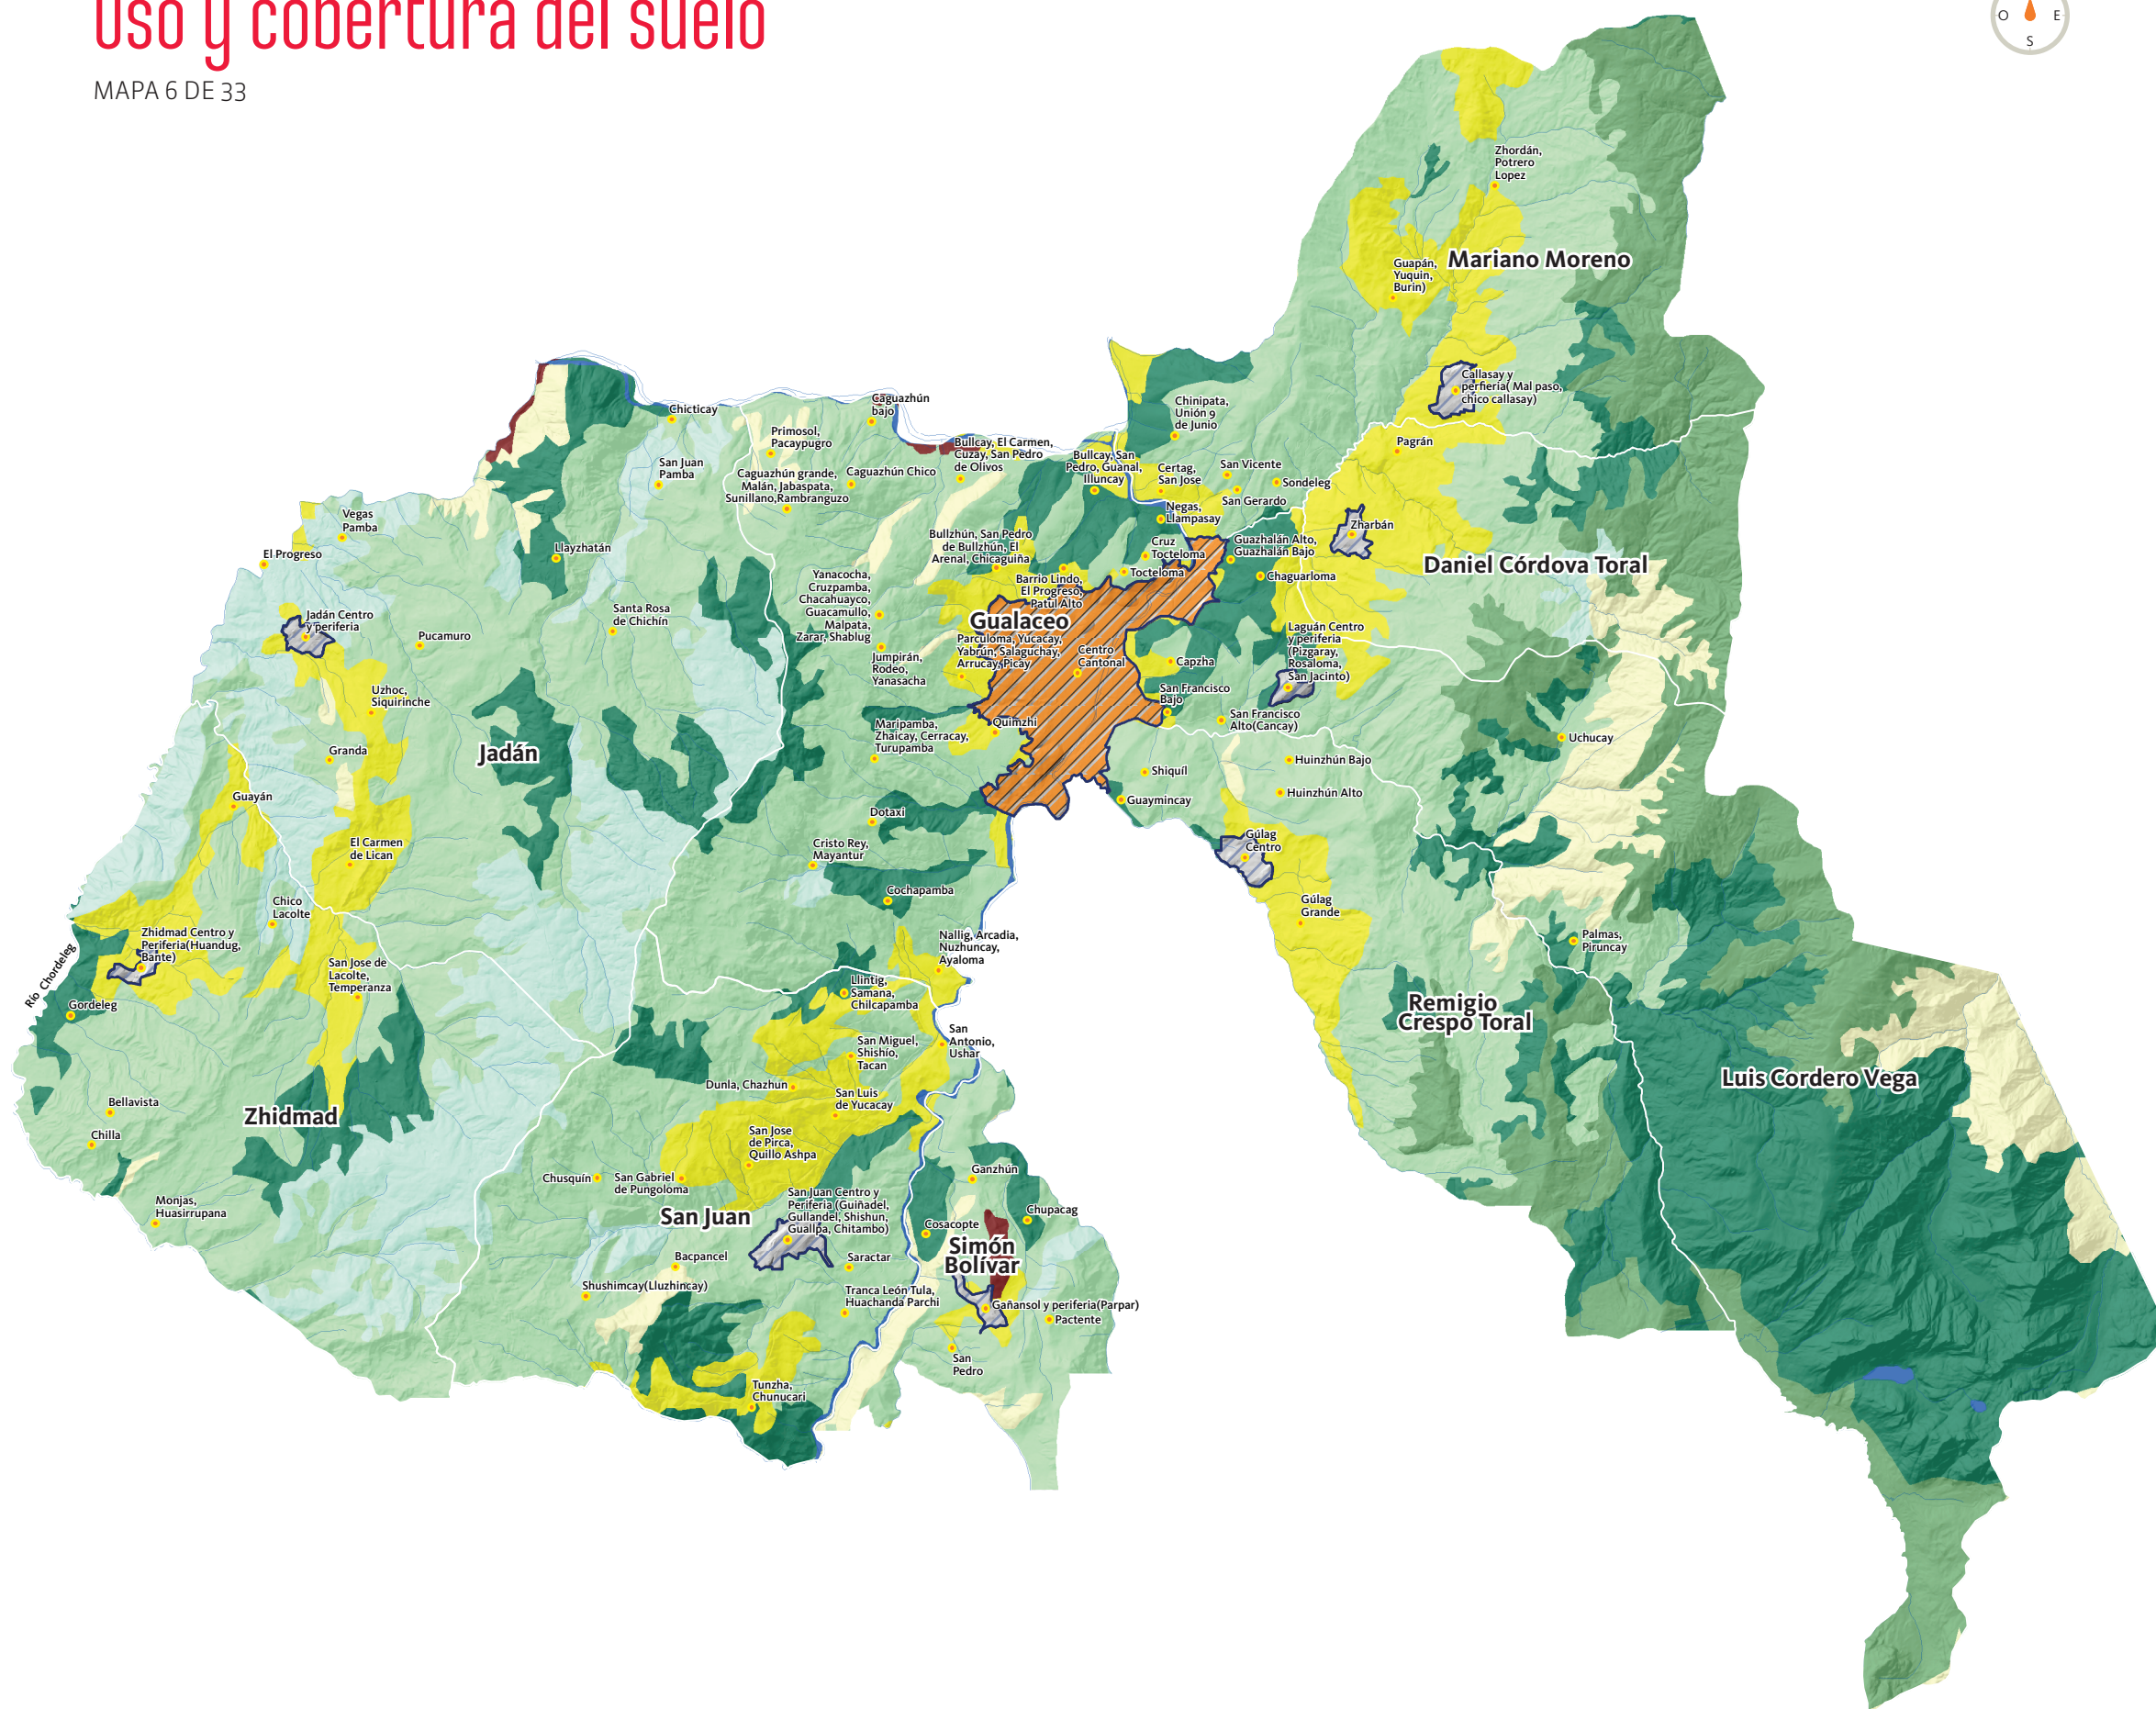 Uso y cobertura del suelo
MAPA 6 DE 33
O
E
S
Zhordán,
Potrero
Lopez
Mariano Moreno
Guapán,
Yuquin,
Burin)
Callasay y
perfieria( Mal paso,
chico callasay)
Chicticay
Caguazhún
bajo
Chinipata,
Unión 9
de Junio
Primosol,
Pacaypugro
Pagrán
Bullcay, El Carmen,
Cuzay, San Pedro
de Olivos
Bullcay, San
Pedro, Guanal,
Illuncay
San Juan
Pamba
Caguazhún grande,
Malán, Jabaspata,
Sunillano,Rambranguzo
Caguazhún Chico
Certag,
San Jose
San Vicente
Sondeleg
San Gerardo
Negas,
Llampasay
Vegas
Pamba
Zharbán
El Progreso
Llayzhatán
Bullzhún, San Pedro
de Bullzhún, El
Arenal, Chicaguiña
Cruz
Tocteloma
Guazhalán Alto,
Guazhalán Bajo
Daniel Córdova Toral
Tocteloma
Chaguarloma
Yanacocha,
Cruzpamba,
Chacahuayco,
Guacamullo,
Malpata,
Zarar, Shablug
Barrio Lindo,
El Progreso,
Patul Alto
Jadán Centro
y periferia
Santa Rosa
de Chichín
Gualaceo
Pucamuro
Parculoma, Yucacay,
Yabrún, Salaguchay,
Arrucay, Picay
Laguán Centro
y periferia
(Pizgaray,
Rosaloma,
San Jacinto)
Jumpirán,
Rodeo,
Yanasacha
Centro
Cantonal
Capzha
Uzhoc,
Siquirinche
San Francisco
Bajo
San Francisco
Alto(Cancay)
Maripamba,
Zhaicay, Cerracay,
Turupamba
Quimzhi
Uchucay
Granda
Jadán
Huinzhún Bajo
Shiquíl
Huinzhún Alto
Guaymincay
Guayán
Dotaxi
El Carmen
de Lican
Cristo Rey,
Mayantur
Gúlag
Centro
Cochapamba
Chico
Lacolte
Gúlag
Grande
Zhidmad Centro y
Periferia(Huandug,
Bante)
Nallig, Arcadia,
Nuzhuncay,
Ayaloma
Palmas,
Piruncay
Río Chordeleg
San Jose de
Lacolte,
Temperanza
Llintig,
Samana,
Chilcapamba
Gordeleg
Remigio
Crespo Toral
San
Antonio,
Ushar
San Miguel,
Shishío,
Tacan
Luis Cordero Vega
Dunla, Chazhun
San Luis
de Yucacay
Bellavista
Zhidmad
Chilla
San Jose
de Pirca,
Quillo Ashpa
Ganzhún
Chusquín
San Gabriel
de Pungoloma
San Juan Centro y
Periferia (Guiñadel,
Gullandel, Shishun,
Guallpa, Chitambo)
Monjas,
Huasirrupana
San Juan
Chupacag
Cosacopte
Simón
Bolívar
Bacpancel
Saractar
Shushimcay(Lluzhincay)
Tranca León Tula,
Huachanda Parchi
Gañansol y periferia(Parpar)
Pactente
San
Pedro
Tunzha,
Chunucari